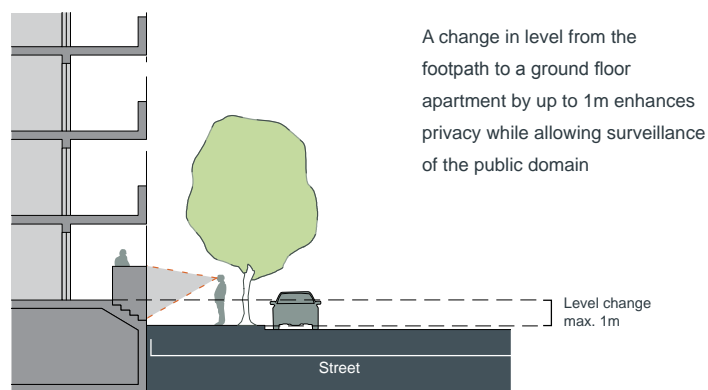 A change in level from the
footpath to a ground floor
apartment by up to 1m enhances
privacy while allowing surveillance
of the public domain
Level change
max. 1m
Street